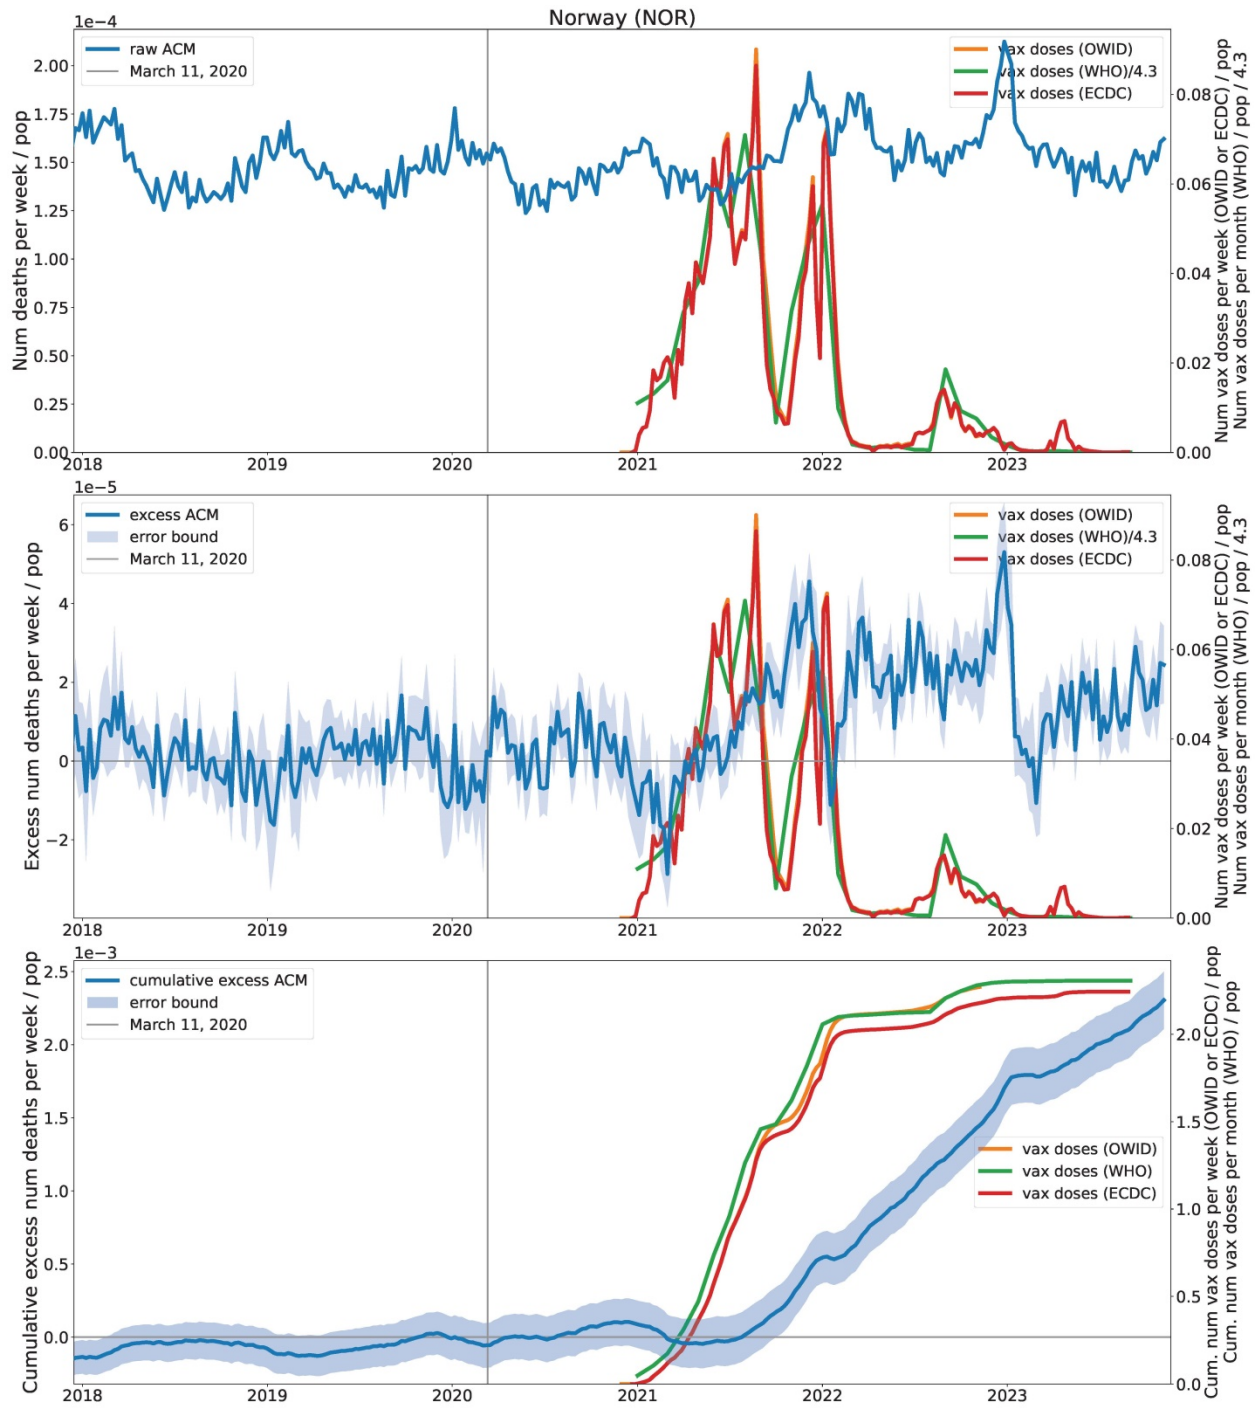 Norway (NOR)
1e−4
raw ACM
March 11, 2020
vax doses (OWID)
vax doses (WHO)/4.3
vax doses (ECDC)
2.00
1.75
1.50
1.25
1.00
0.75
0.50
0.25
0.00
Num deaths per week / pop
0.08
0.06
0.04
0.02
0.00
Num vax doses per week (OWID or ECDC) / pop
Num vax doses per month (WHO) / pop / 4.3
2018 2019 2020 2021 2022 2023
1e−5
excess ACM
error bound
March 11, 2020
vax doses (OWID)
vax doses (WHO)/4.3
vax doses (ECDC)
6
4
2
0
−2
Excess num deaths per week / pop
0.08
0.06
0.04
0.02
0.00
Num vax doses per week (OWID or ECDC) / pop
Num vax doses per month (WHO) / pop / 4.3
2018 2019 2020 2021 2022 2023
1e−3
cumulative excess ACM
error bound
March 11, 2020
2.5
2.0
1.5
1.0
0.5
0.0
Cumulative excess num deaths per week / pop
vax doses (OWID)
vax doses (WHO)
vax doses (ECDC)
2.0
1.5
1.0
0.5
0.0
Cum. num vax doses per week (OWID or ECDC) / pop
Cum. num vax doses per month (WHO) / pop
2018 2019 2020 2021 2022 2023